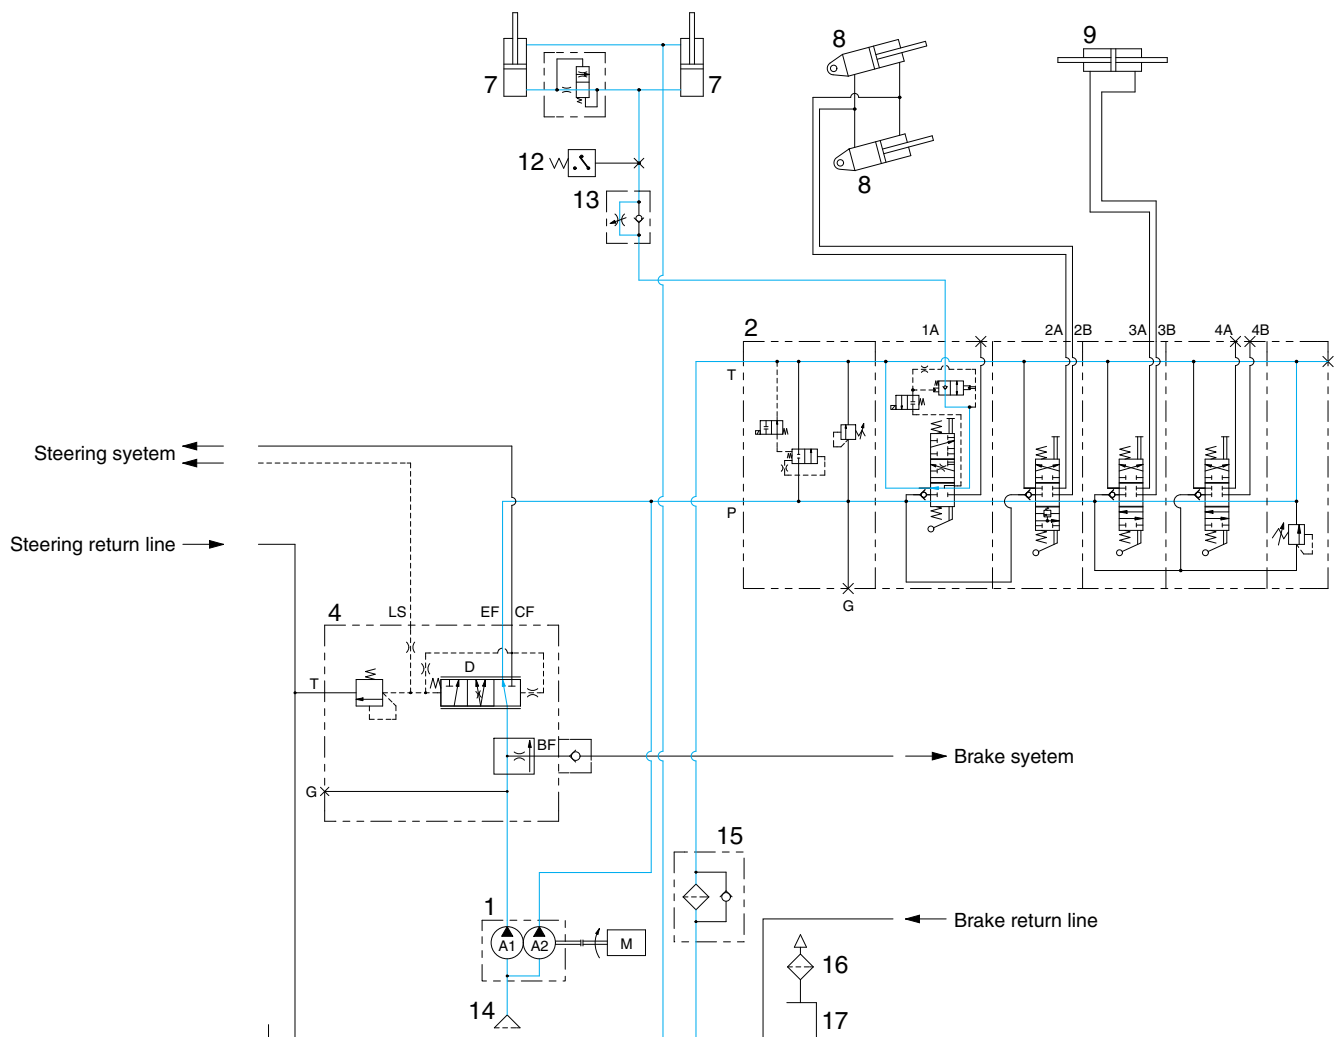 7
7
8
9
12
13
8
2
1A
2A
2B
3A
3B
4A
4B
T
Steering syetem
P
Steering return line
G
4
LS
EF
CF
D
T
BF
Brake syetem
G
15
1
Brake return line
A1
A2
M
16
14
17